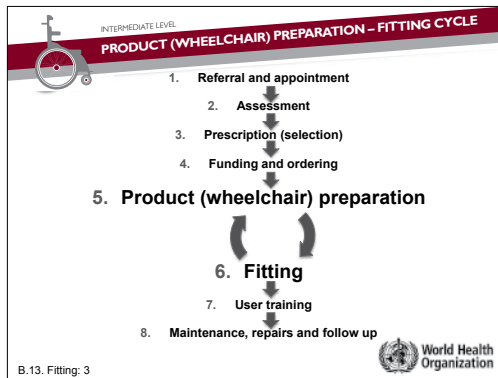 INTERMEDIATE LEVEL
PRODUCT (WHEELCHAIR) PREPARATION – FITTING CYCLE
1. Referral and appointment
2. Assessment
3. Prescription (selection)
4. Funding and ordering
5. Product (wheelchair) preparation
6. Fitting
7. User training
8. Maintenance, repairs and follow up
B.13. Fitting: 3
World Health
Organization